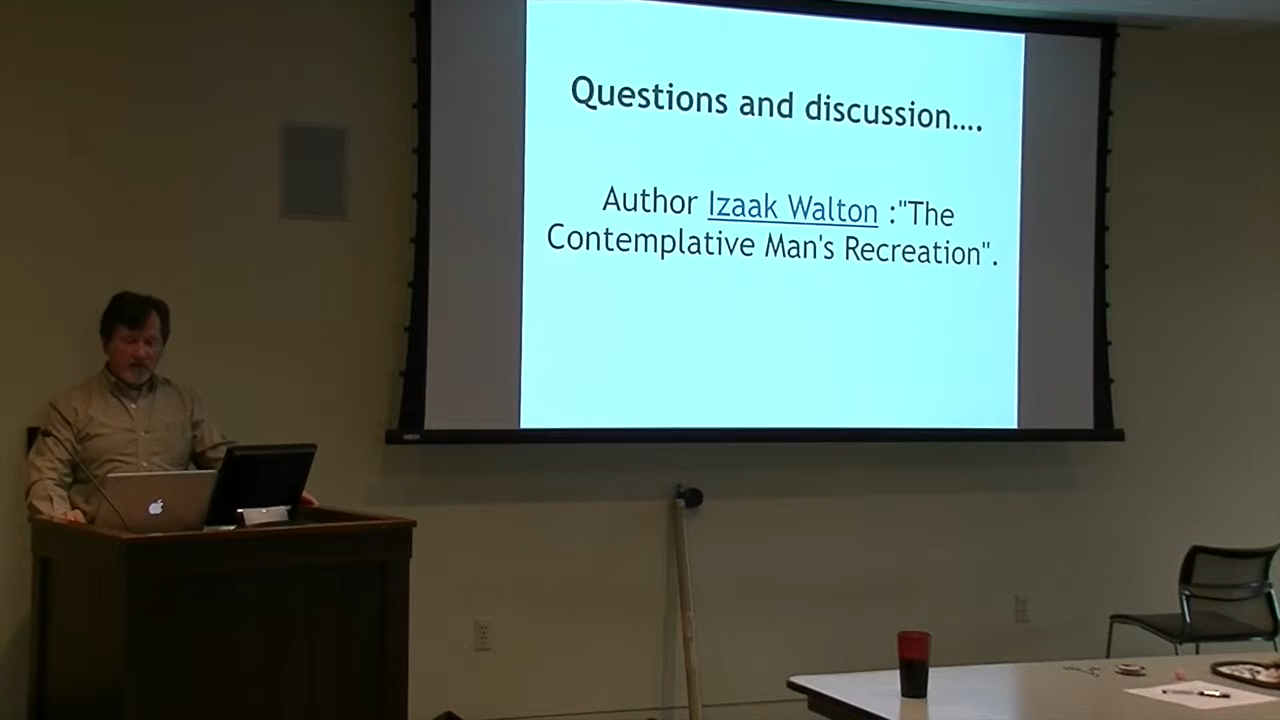 Questions and discussion....
Author Izaak Walton :"The
Contemplative Man's Recreation".